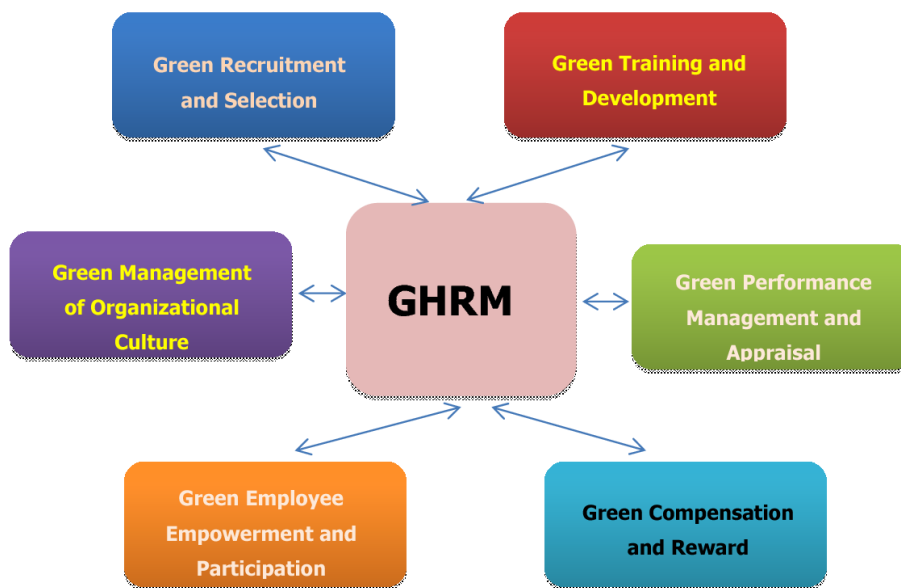 Green Recruitment
and Selection
Green Training and
Development
Green Management
of Organizational
Culture
GHRM
Green Performance
Management and
Appraisal
Green Employee
Empowerment and
Participation
Green Compensation
and Reward